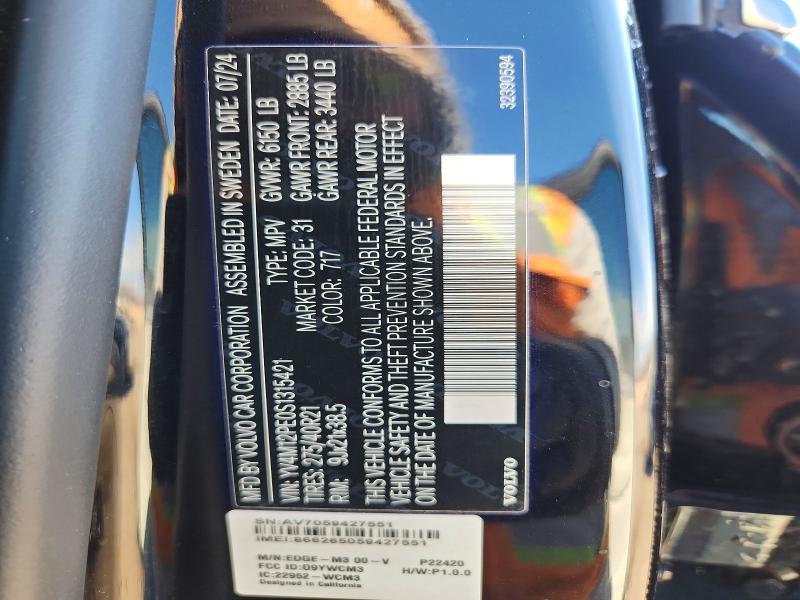 MFD BY VOLVO CAR CORPORATION ASSEMBLED IN SWEDEN DATE: 07/24
VIN: YV4M12FE0S1315421 TYPE: MPV GVWR: 6150 LB
TIRES: 275/40R21 MARKET CODE: 31 GAWR FRONT: 2885 LB
RIM: 9Jx21x38.5 COLOR: 717 GAWR REAR: 3440 LB
THIS VEHICLE CONFORMS TO ALL APPLICABLE FEDERAL MOTOR
VEHICLE SAFETY AND THEFT PREVENTION STANDARDS IN EFFECT
ON THE DATE OF MANUFACTURE SHOWN ABOVE.
VOLVO 32390594
SN:AV7059427551
IMEI:866265059427551
M/N:EDGE-M3 00-V P22420
FCC ID:O9YWCM3 H/W:P1.0.0
IC:22952-WCM3
Designed in California